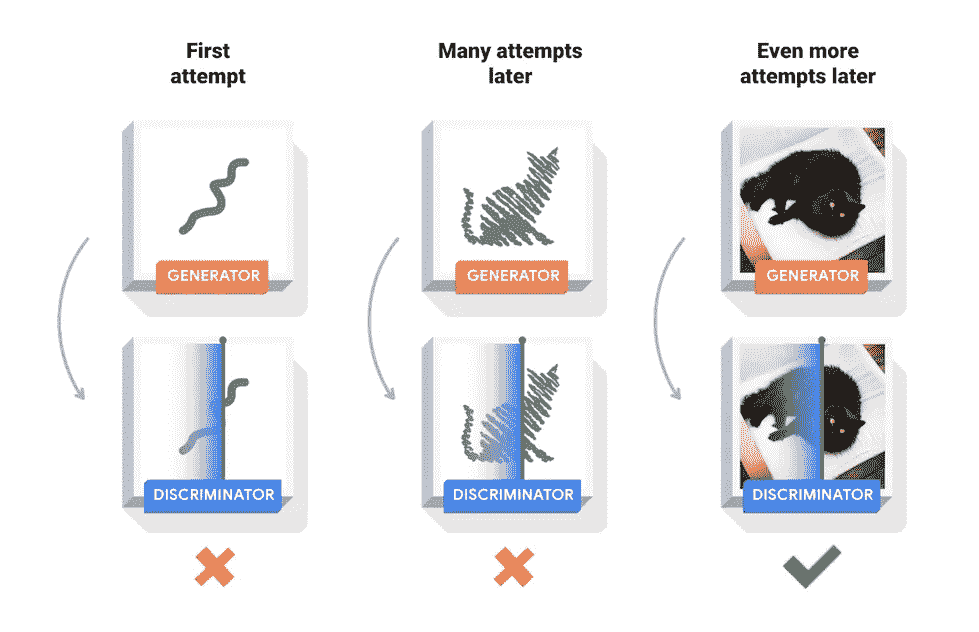 First
attempt
Many attempts
later
Even more
attempts later
GENERATOR
GENERATOR
GENERATOR
DISCRIMINATOR
DISCRIMINATOR
DISCRIMINATOR